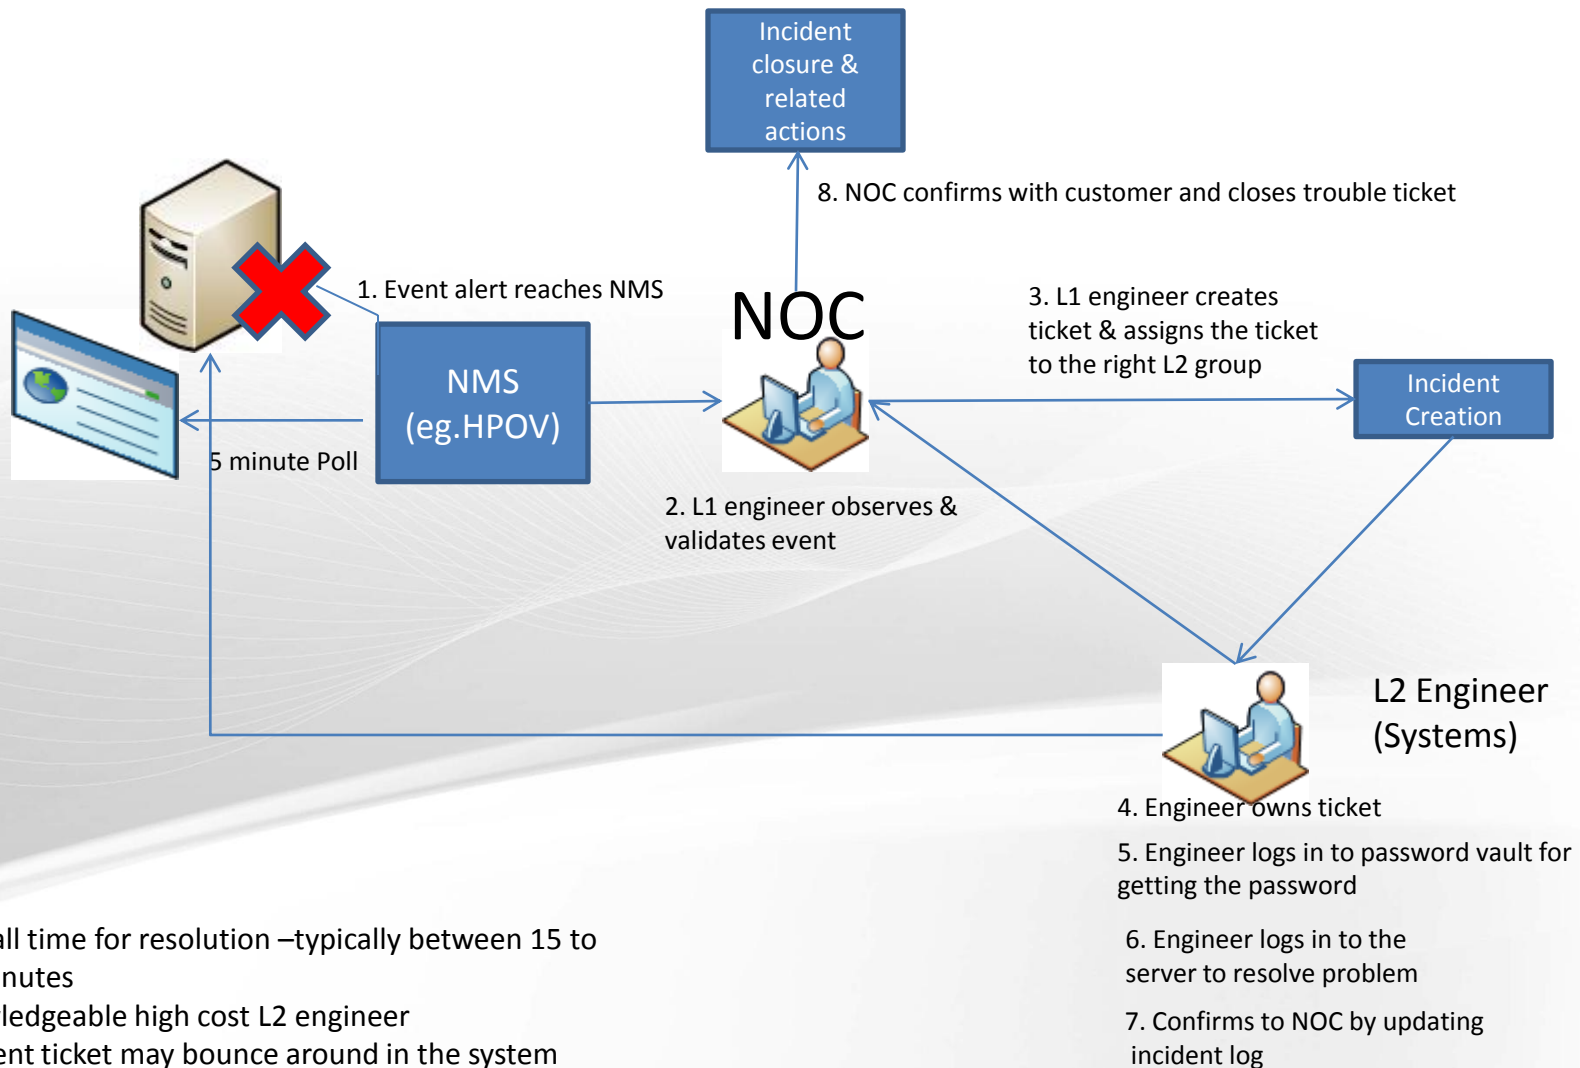 Incident
closure &
related
actions
8. NOC confirms with customer and closes trouble ticket
1. Event alert reaches NMS
NOC
3. L1 engineer creates
ticket & assigns the ticket
to the right L2 group
NMS
(eg.HPOV)
Incident
Creation
5 minute Poll
2. L1 engineer observes &
validates event
L2 Engineer
(Systems)
4. Engineer owns ticket
5. Engineer logs in to password vault for
getting the password
6. Engineer logs in to the
server to resolve problem
7. Confirms to NOC by updating
incident log
all time for resolution –typically between 15 to
nutes
ledgeable high cost L2 engineer
ent ticket may bounce around in the system